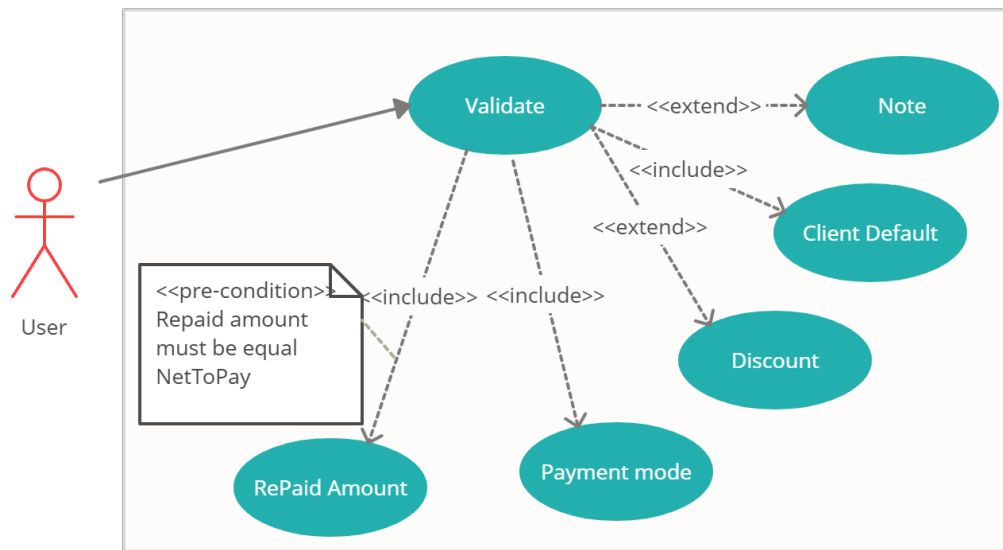 Validate
<<extend>>
Note
<<include>>
Client Default
<<extend>>
User
<<pre-condition>>
Repaid amount
must be equal
NetToPay
<<include>>
<<include>>
Discount
RePaid Amount
Payment mode